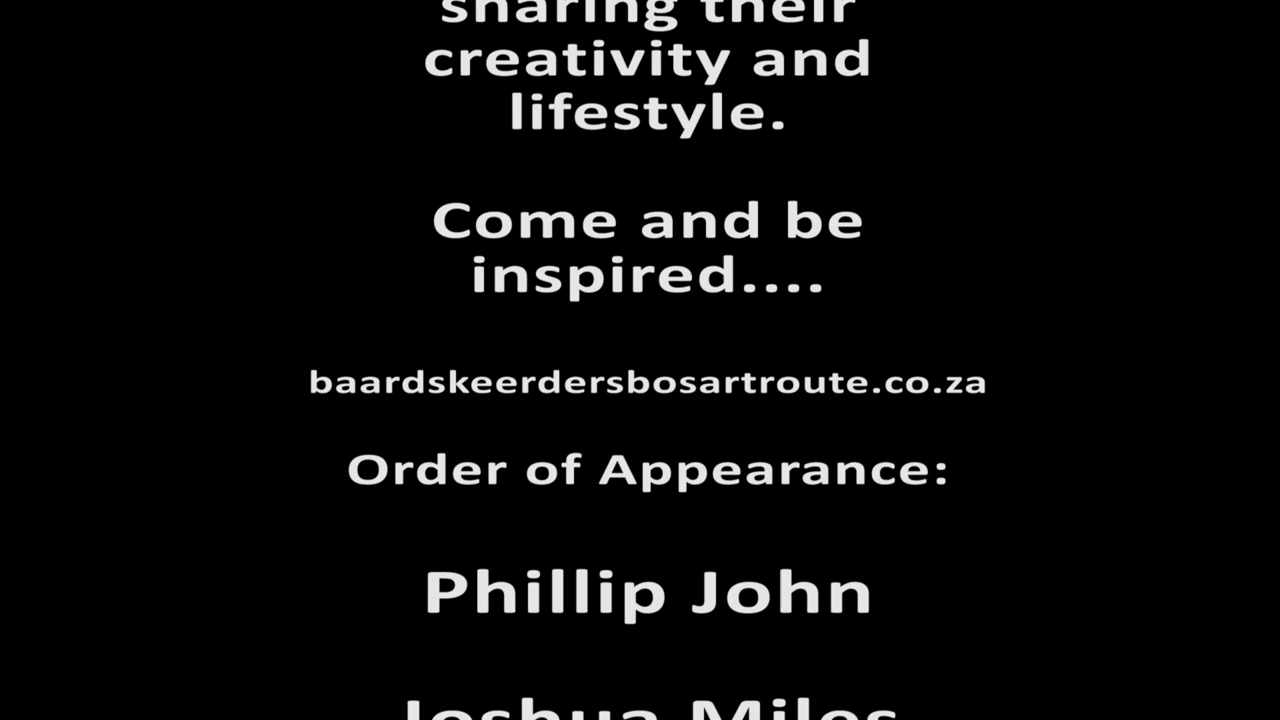 sharing their
creativity and
lifestyle.
Come and be
inspired....
baardskeerdersbosartroute.co.za
Order of Appearance:
Phillip John
Joshua Miles